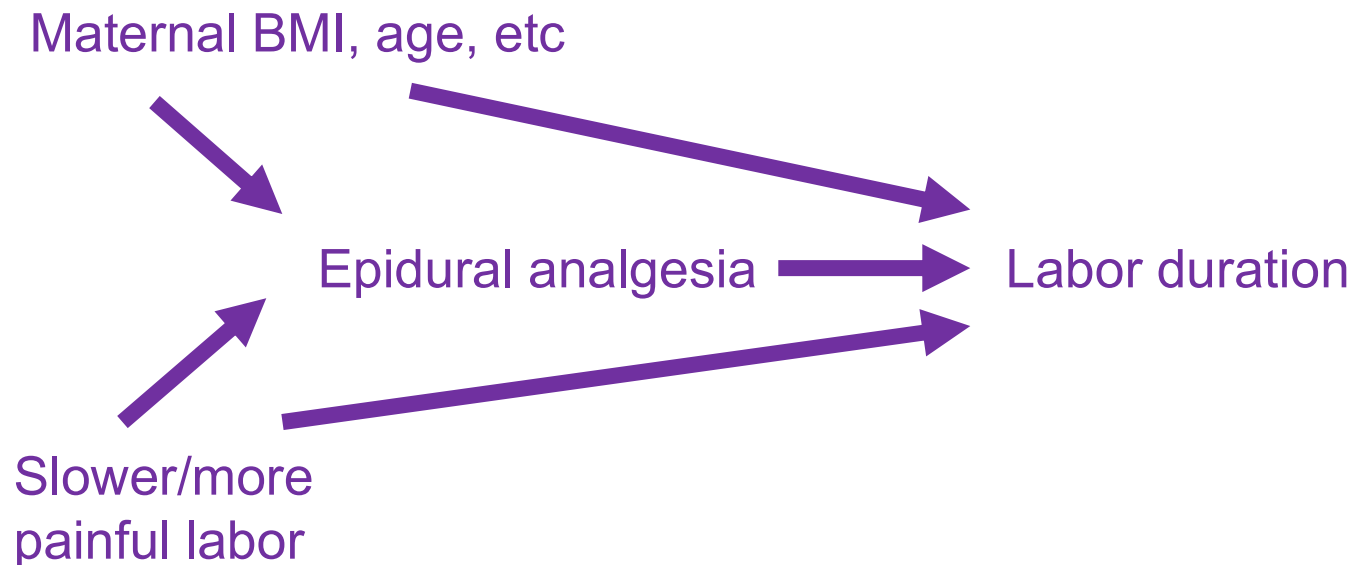 Maternal BMI, age, etc
Epidural analgesia
Labor duration
Slower/more
painful labor